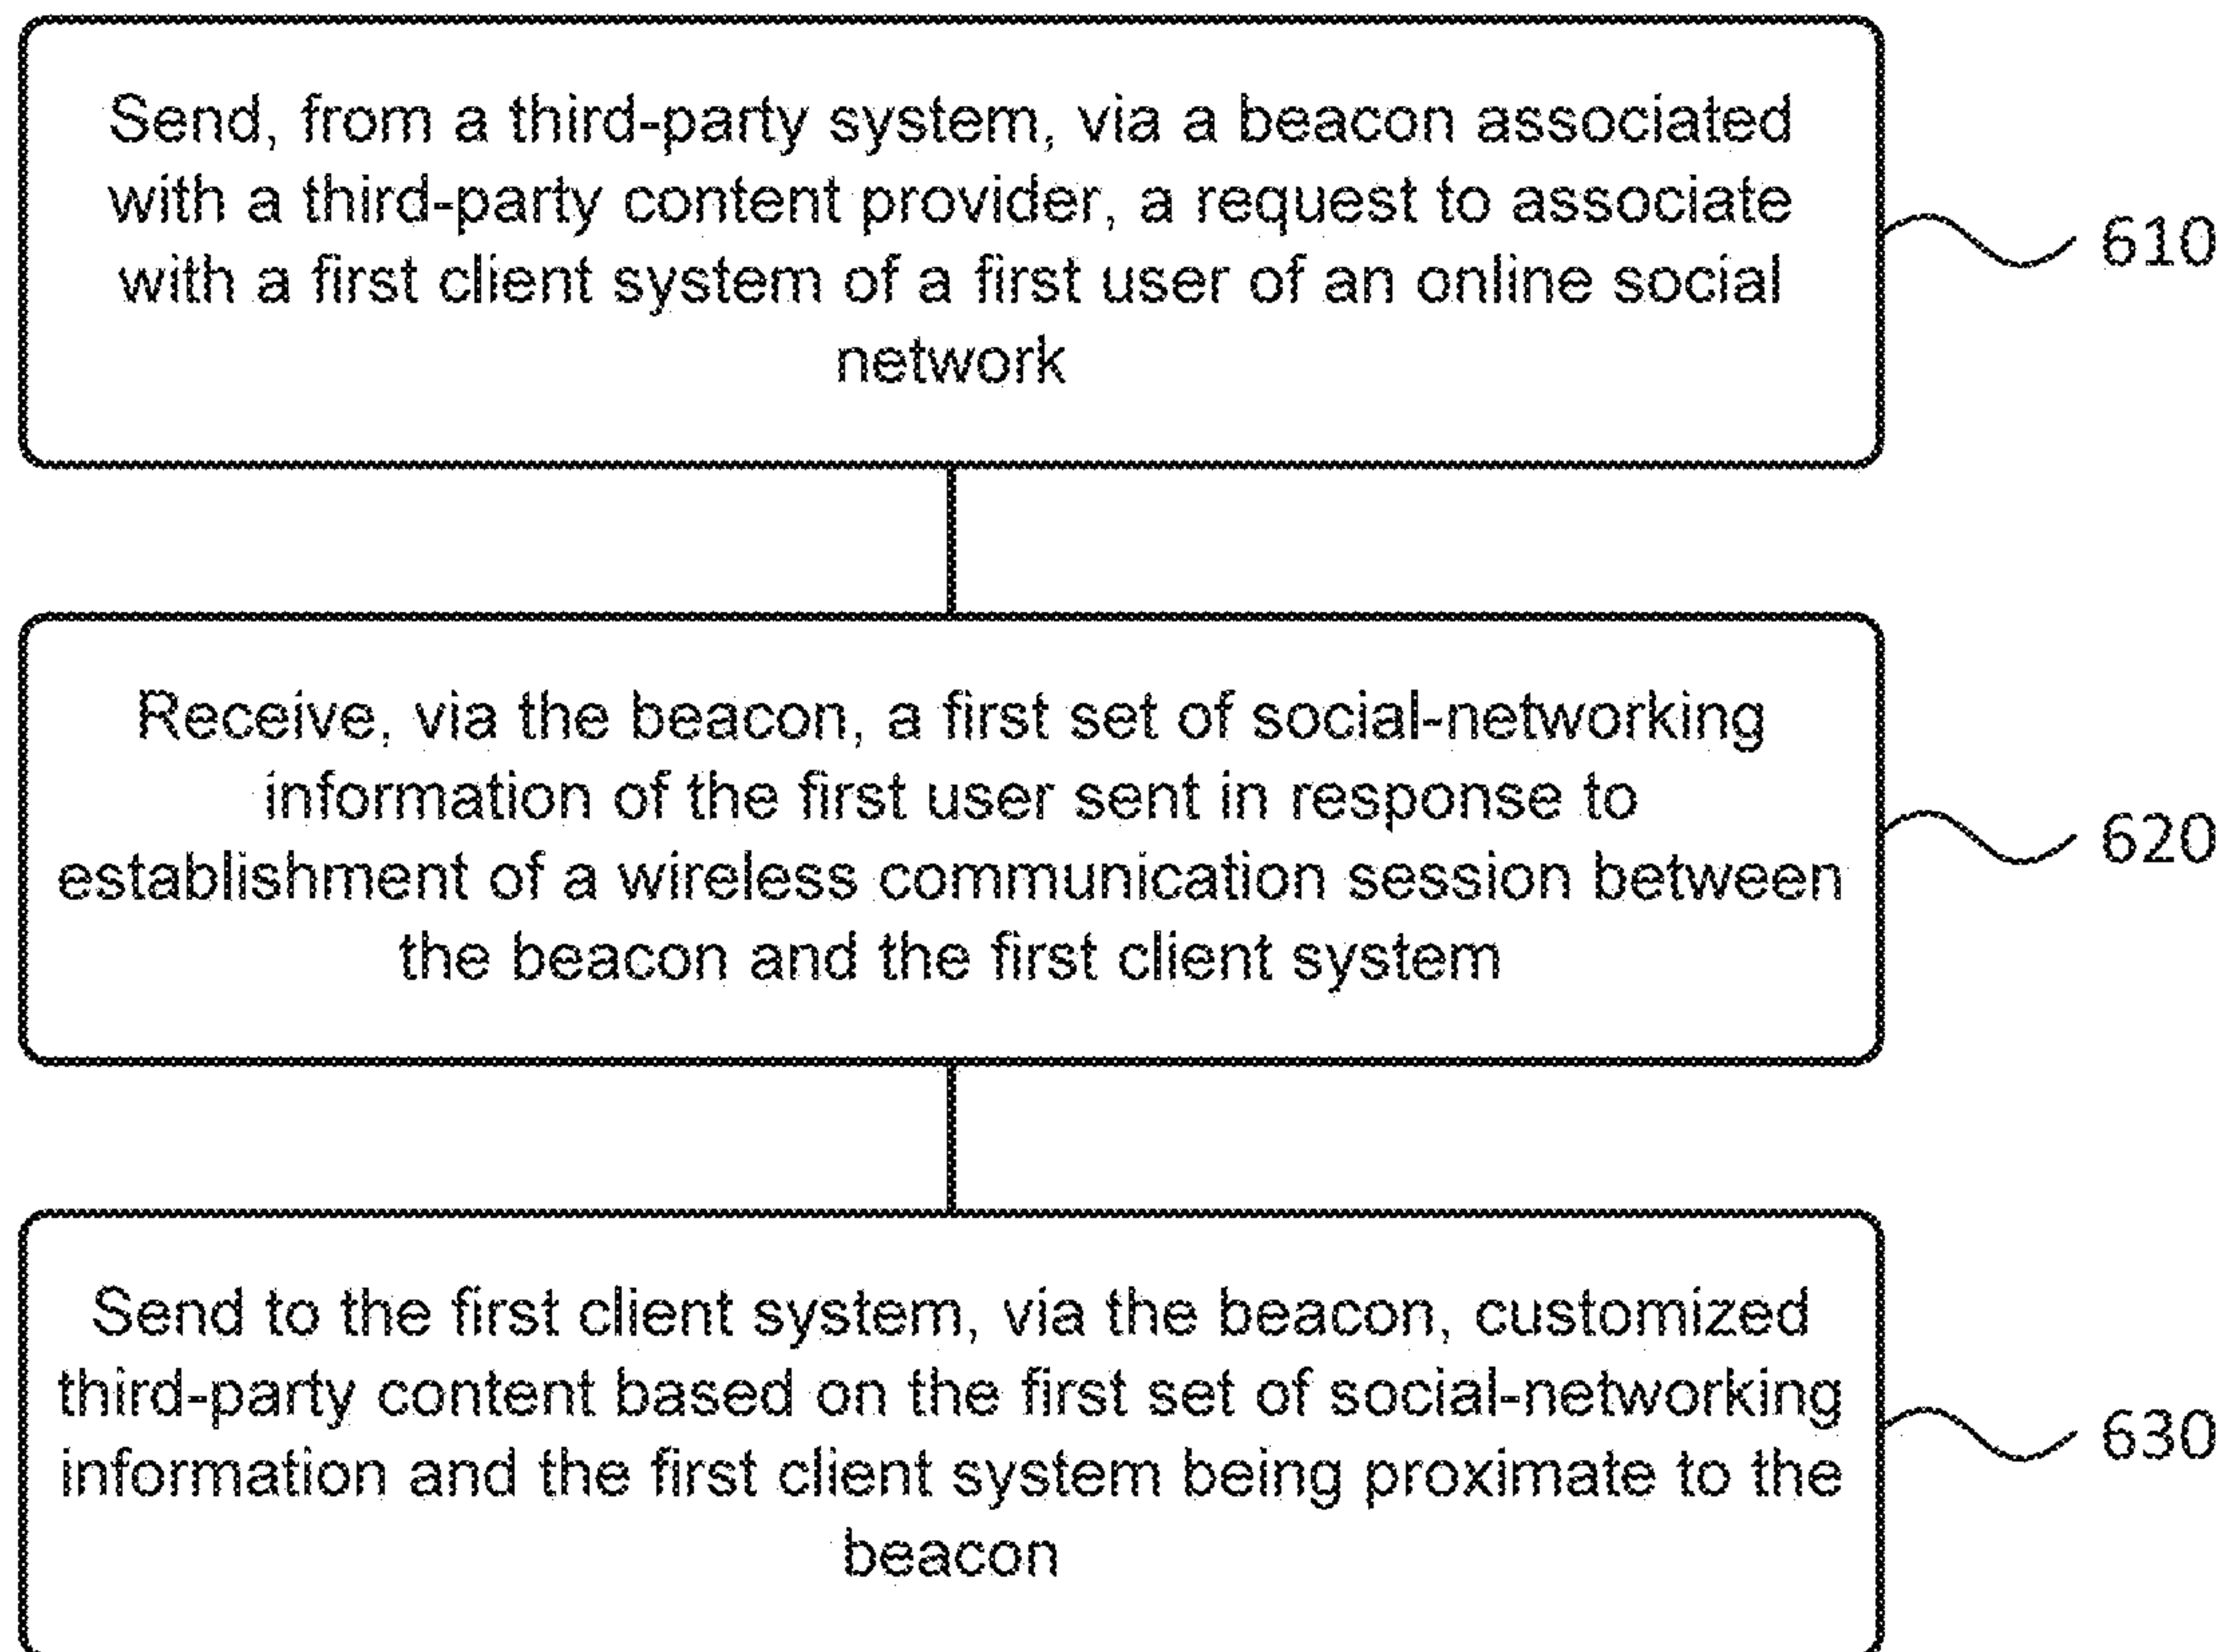 Send, from a third-party system, via a beacon associated
with a third-party content provider, a request to associate
with a first client system of a first user of an online social
network
610
Receive, via the beacon, a first set of social-networking
information of the first user sent in response to
establishment of a wireless communication session between
the beacon and the first client system
620
Send to the first client system, via the beacon, customized
third-party content based on the first set of social-networking
information and the first client system being proximate to the
beacon
630